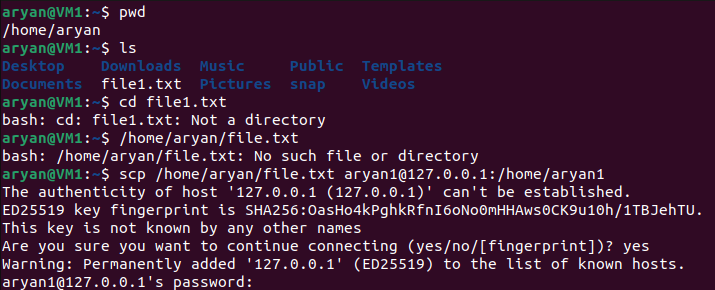 aryan@VM1:~$ pwd
/home/aryan
aryan@VM1:~$ ls
Desktop    Downloads  Music     Public  Templates
Documents  file1.txt  Pictures  snap    Videos
aryan@VM1:~$ cd file1.txt
bash: cd: file1.txt: Not a directory
aryan@VM1:~$ /home/aryan/file.txt
bash: /home/aryan/file.txt: No such file or directory
aryan@VM1:~$ scp /home/aryan/file.txt aryan1@127.0.0.1:/home/aryan1
The authenticity of host '127.0.0.1 (127.0.0.1)' can't be established.
ED25519 key fingerprint is SHA256:OasHo4kPghkRfnI6oNo0mHHAws0CK9u10h/1TBJehTU.
This key is not known by any other names
Are you sure you want to continue connecting (yes/no/[fingerprint])? yes
Warning: Permanently added '127.0.0.1' (ED25519) to the list of known hosts.
aryan1@127.0.0.1's password: